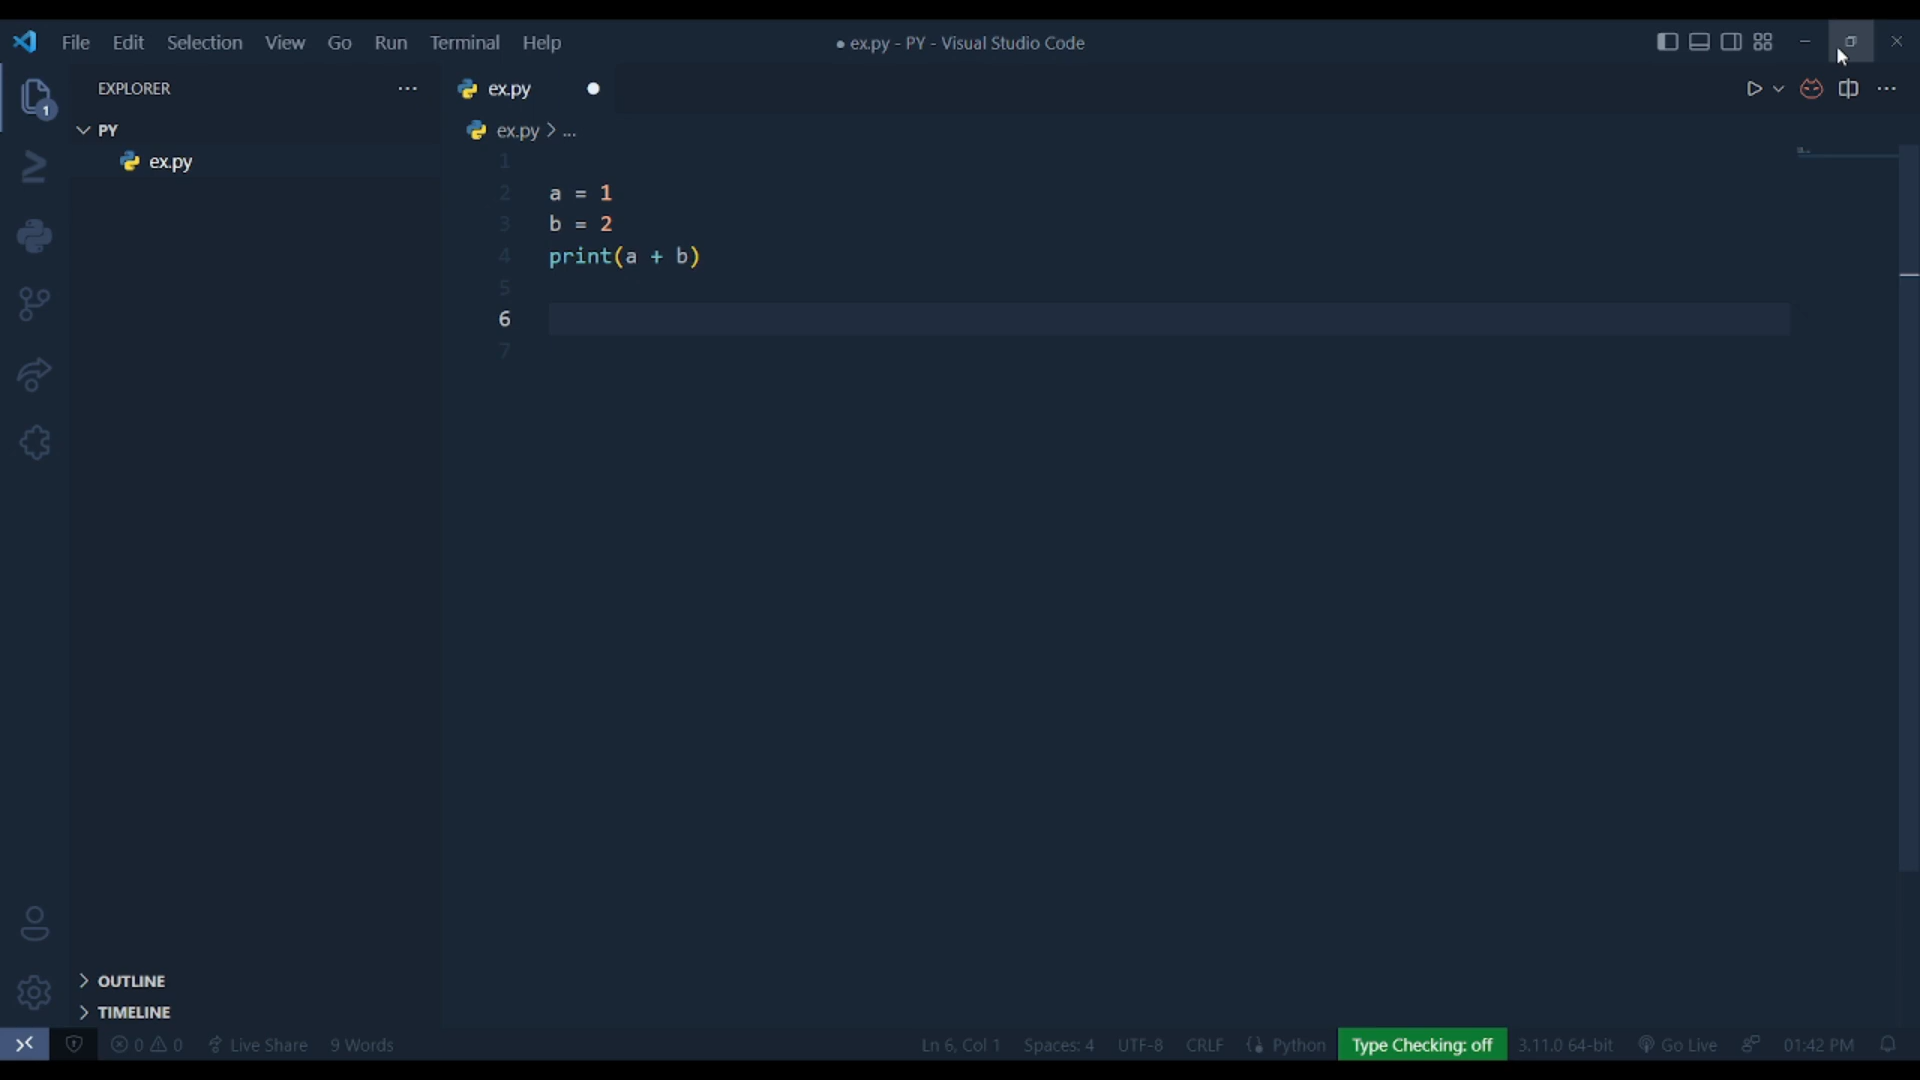 File Edit Selection View Go Run Terminal Help
● ex.py - PY - Visual Studio Code
EXPLORER
ex.py
1
PY
ex.py > ...
ex.py
1
2 a = 1
3 b = 2
4 print(a + b)
5
6
7
OUTLINE
TIMELINE
0 0 Live Share 9 Words Ln 6, Col 1 Spaces: 4 UTF-8 CRLF Python Type Checking: off 3.11.0 64-bit Go Live 01:42 PM